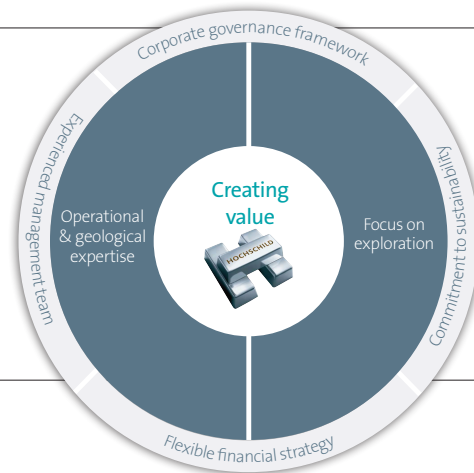 Corporate governance framework
Experienced management team
Creating
value
HOCHSCHILD
Operational
& geological
expertise
Focus on
exploration
Commitment to sustainability
Flexible financial strategy